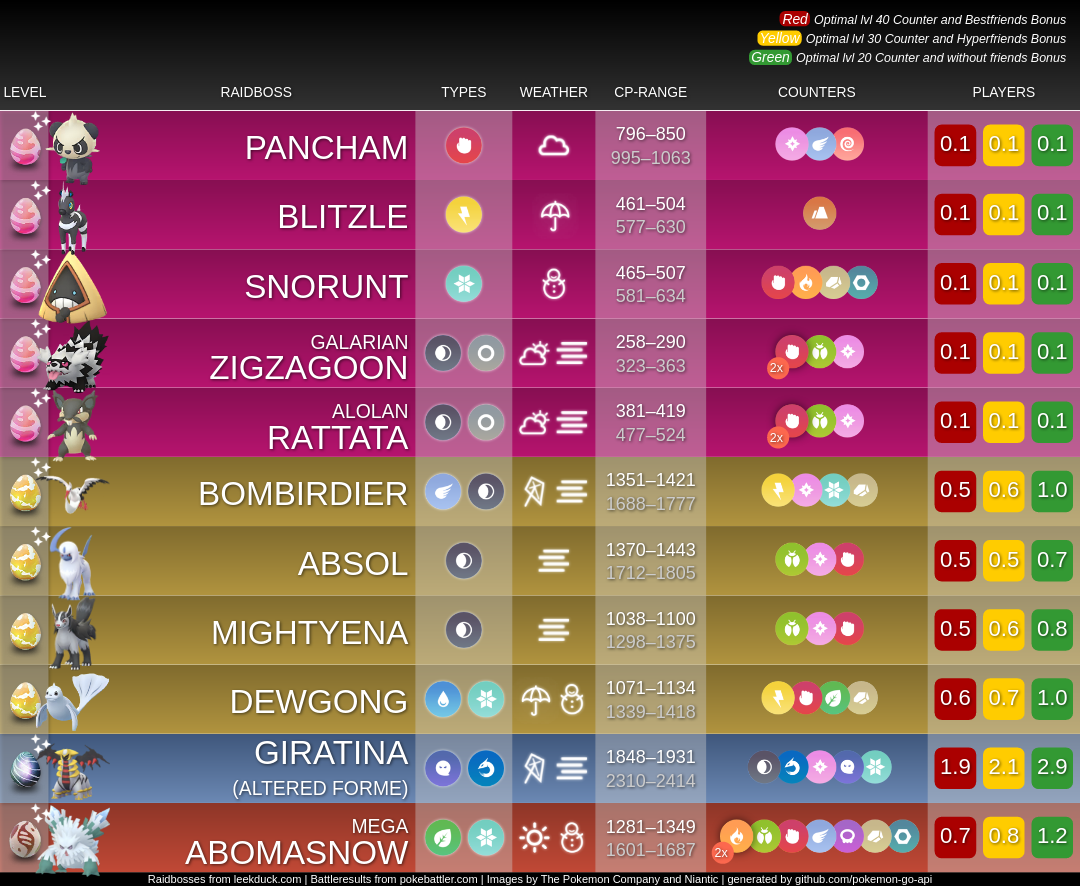 Red Optimal lvl 40 Counter and Bestfriends Bonus
Yellow Optimal lvl 30 Counter and Hyperfriends Bonus
Green Optimal lvl 20 Counter and without friends Bonus
LEVEL RAIDBOSS TYPES WEATHER CP-RANGE COUNTERS PLAYERS
PANCHAM 796–850 0.1 0.1 0.1
995–1063
BLITZLE 461–504 0.1 0.1 0.1
577–630
SNORUNT 465–507 0.1 0.1 0.1
581–634
GALARIAN
ZIGZAGOON 258–290 0.1 0.1 0.1
323–363 2x
ALOLAN
RATTATA 381–419 0.1 0.1 0.1
477–524 2x
BOMBIRDIER 1351–1421 0.5 0.6 1.0
1688–1777
ABSOL 1370–1443 0.5 0.5 0.7
1712–1805
MIGHTYENA 1038–1100 0.5 0.6 0.8
1298–1375
DEWGONG 1071–1134 0.6 0.7 1.0
1339–1418
GIRATINA 1848–1931 1.9 2.1 2.9
(ALTERED FORME) 2310–2414
MEGA
ABOMASNOW 1281–1349 0.7 0.8 1.2
1601–1687 2x
Raidbosses from leekduck.com | Battleresults from pokebattler.com | Images by The Pokemon Company and Niantic | generated by github.com/pokemon-go-api